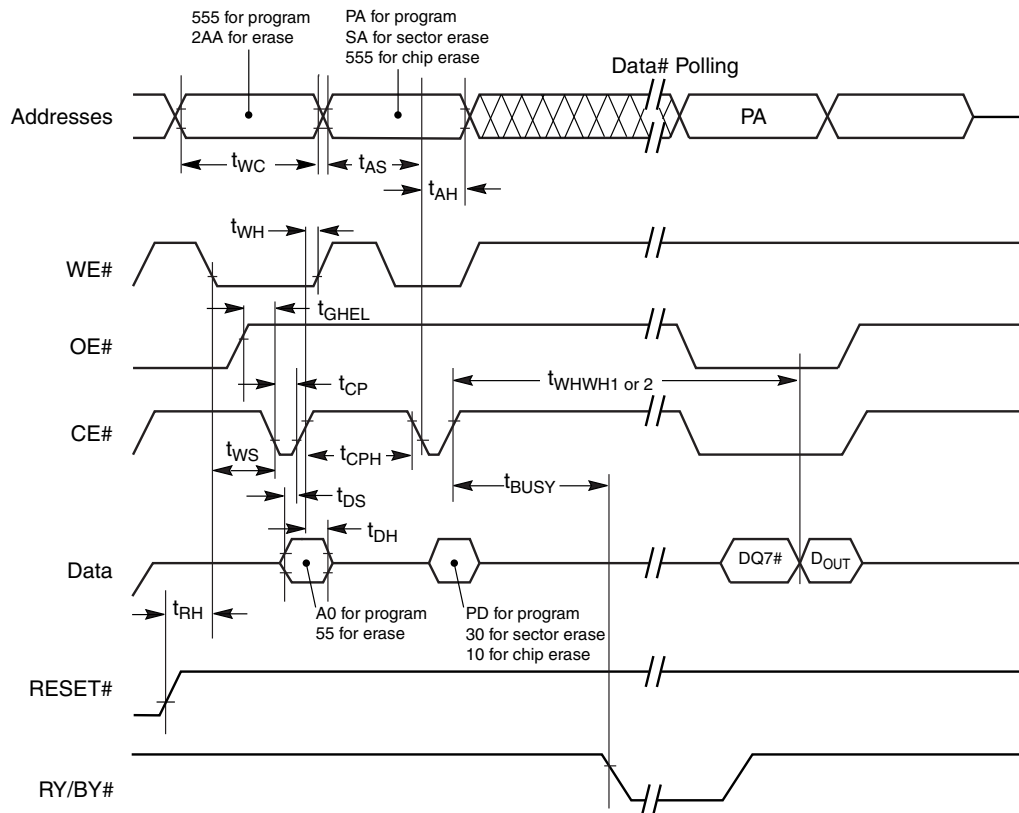 555 for program
2AA for erase
PA for program
SA for sector erase
555 for chip erase
Data# Polling
Addresses
PA
tWC
tAS
tAH
tWH
WE#
tGHEL
OE#
tCP
tWHWH1 or 2
CE#
tWS
tCPH
tDS
tBUSY
tDH
Data
DQ7#
DOUT
tRH
A0 for program
55 for erase
PD for program
30 for sector erase
10 for chip erase
RESET#
RY/BY#